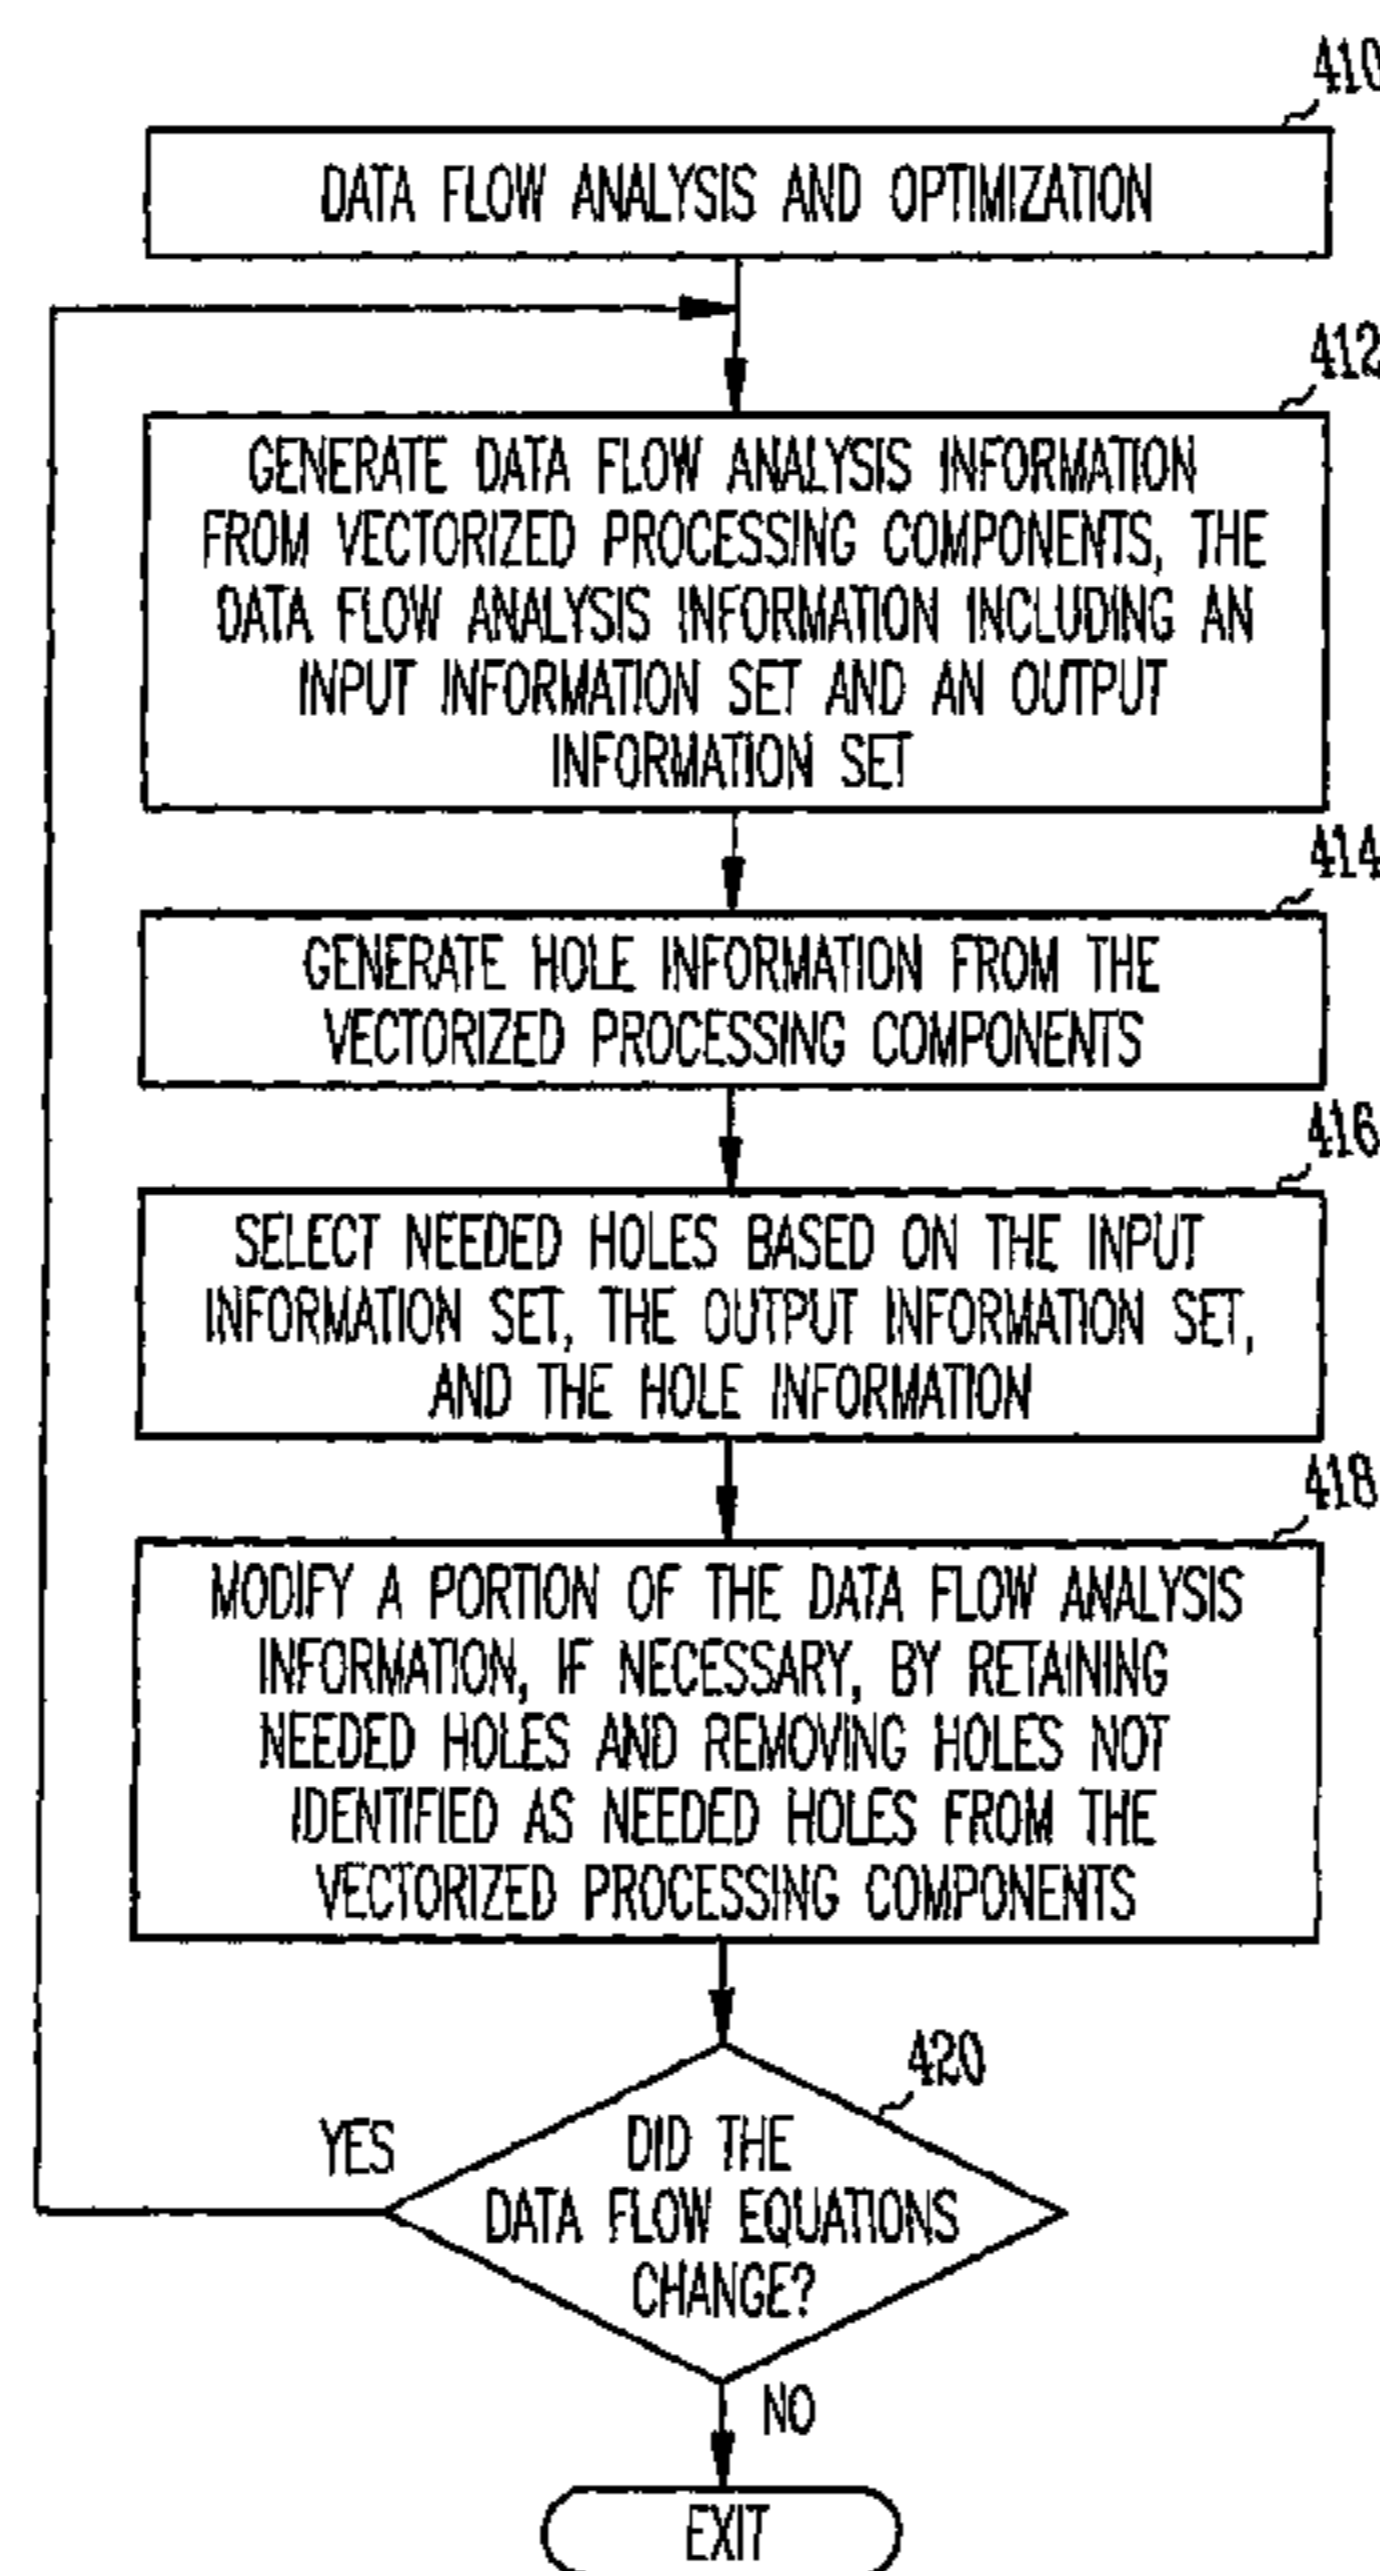 410
DATA FLOW ANALYSIS AND OPTIMIZATION
412
GENERATE DATA FLOW ANALYSIS INFORMATION
FROM VECTORIZED PROCESSING COMPONENTS, THE
DATA FLOW ANALYSIS INFORMATION INCLUDING AN
INPUT INFORMATION SET AND AN OUTPUT
INFORMATION SET
414
GENERATE HOLE INFORMATION FROM THE
VECTORIZED PROCESSING COMPONENTS
416
SELECT NEEDED HOLES BASED ON THE INPUT
INFORMATION SET, THE OUTPUT INFORMATION SET,
AND THE HOLE INFORMATION
418
MODIFY A PORTION OF THE DATA FLOW ANALYSIS
INFORMATION, IF NECESSARY, BY RETAINING
NEEDED HOLES AND REMOVING HOLES NOT
IDENTIFIED AS NEEDED HOLES FROM THE
VECTORIZED PROCESSING COMPONENTS
420
YES
DID THE
DATA FLOW EQUATIONS
CHANGE?
NO
EXIT